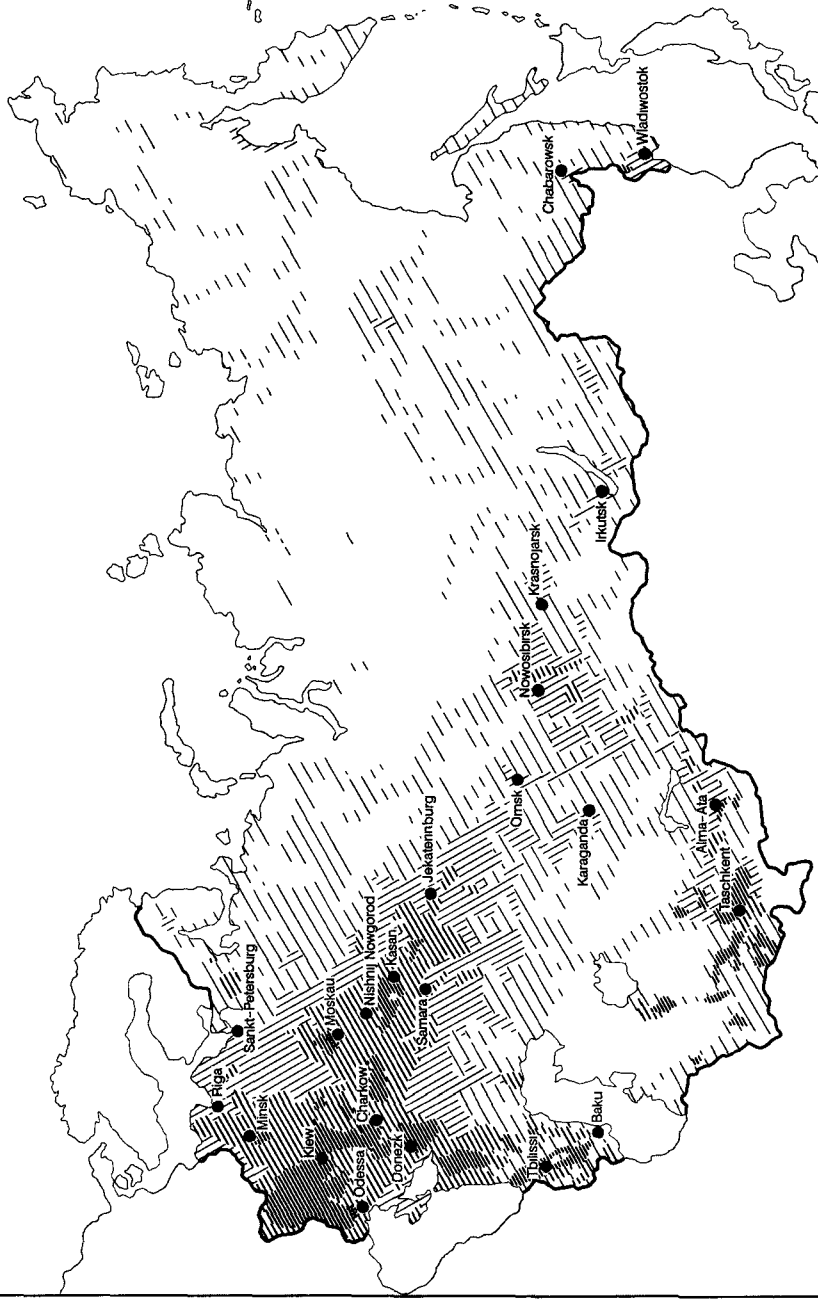 Riga
Sankt-Petersburg
Minsk
Kiew
Moskau
Nishnij Nowgorod
Charkow
Kasan
Odessa
Donezk
Samara
Jekaterinburg
Tbilissi
Baku
Omsk
Karaganda
Nowosibirsk
Krasnojarsk
Taschkent
Alma-Ata
Irkutsk
Chabarowsk
Wladiwostok